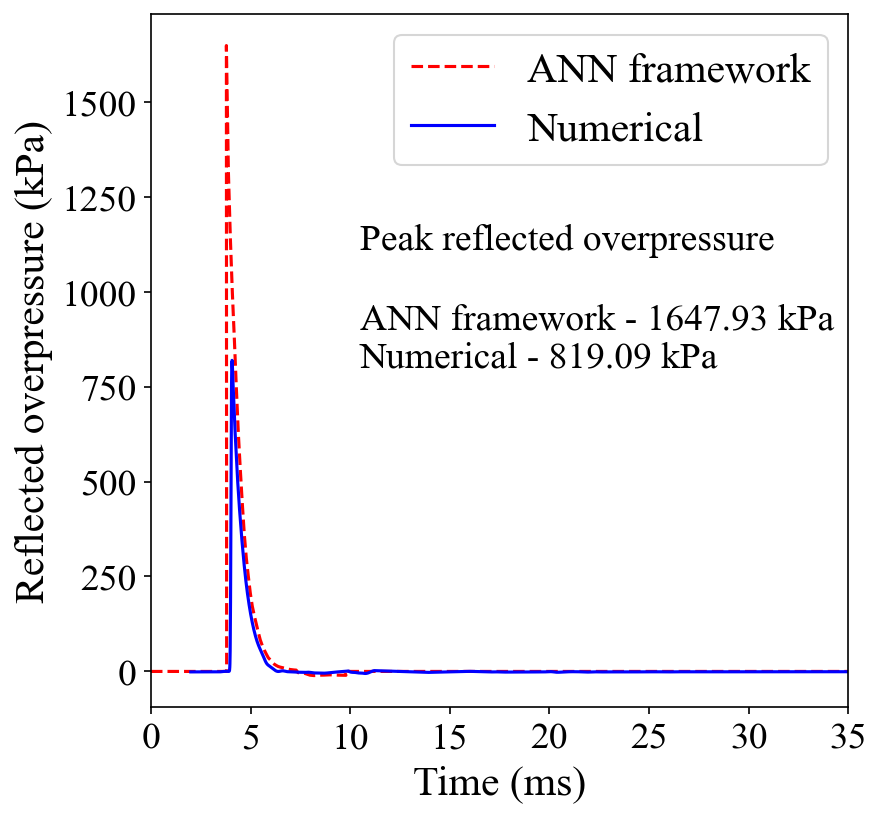 ANN framework
Numerical
Peak reflected overpressure
ANN framework - 1647.93 kPa
Numerical - 819.09 kPa
Reflected overpressure (kPa)
1500
1250
1000
750
500
250
0
0 5 10 15 20 25 30 35
Time (ms)